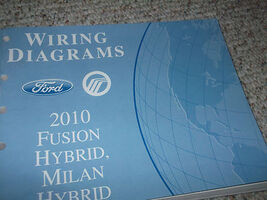 WIRING
DIAGRAMS
Ford
2010
FUSION
HYBRID,
MILAN
HYBRID